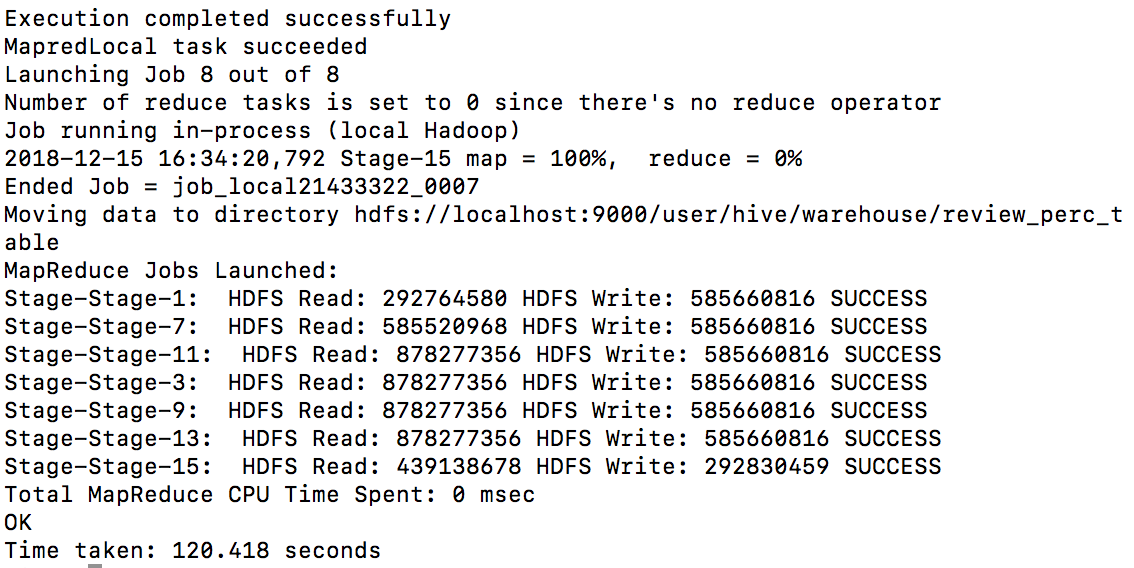 Execution completed successfully
MapredLocal task succeeded
Launching Job 8 out of 8
Number of reduce tasks is set to 0 since there's no reduce operator
Job running in-process (local Hadoop)
2018-12-15 16:34:20,792 Stage-15 map = 100%,  reduce = 0%
Ended Job = job_local21433322_0007
Moving data to directory hdfs://localhost:9000/user/hive/warehouse/review_perc_t
able
MapReduce Jobs Launched:
Stage-Stage-1:  HDFS Read: 292764580 HDFS Write: 585660816 SUCCESS
Stage-Stage-7:  HDFS Read: 585520968 HDFS Write: 585660816 SUCCESS
Stage-Stage-11:  HDFS Read: 878277356 HDFS Write: 585660816 SUCCESS
Stage-Stage-3:  HDFS Read: 878277356 HDFS Write: 585660816 SUCCESS
Stage-Stage-9:  HDFS Read: 878277356 HDFS Write: 585660816 SUCCESS
Stage-Stage-13:  HDFS Read: 878277356 HDFS Write: 585660816 SUCCESS
Stage-Stage-15:  HDFS Read: 439138678 HDFS Write: 292830459 SUCCESS
Total MapReduce CPU Time Spent: 0 msec
OK
Time taken: 120.418 seconds